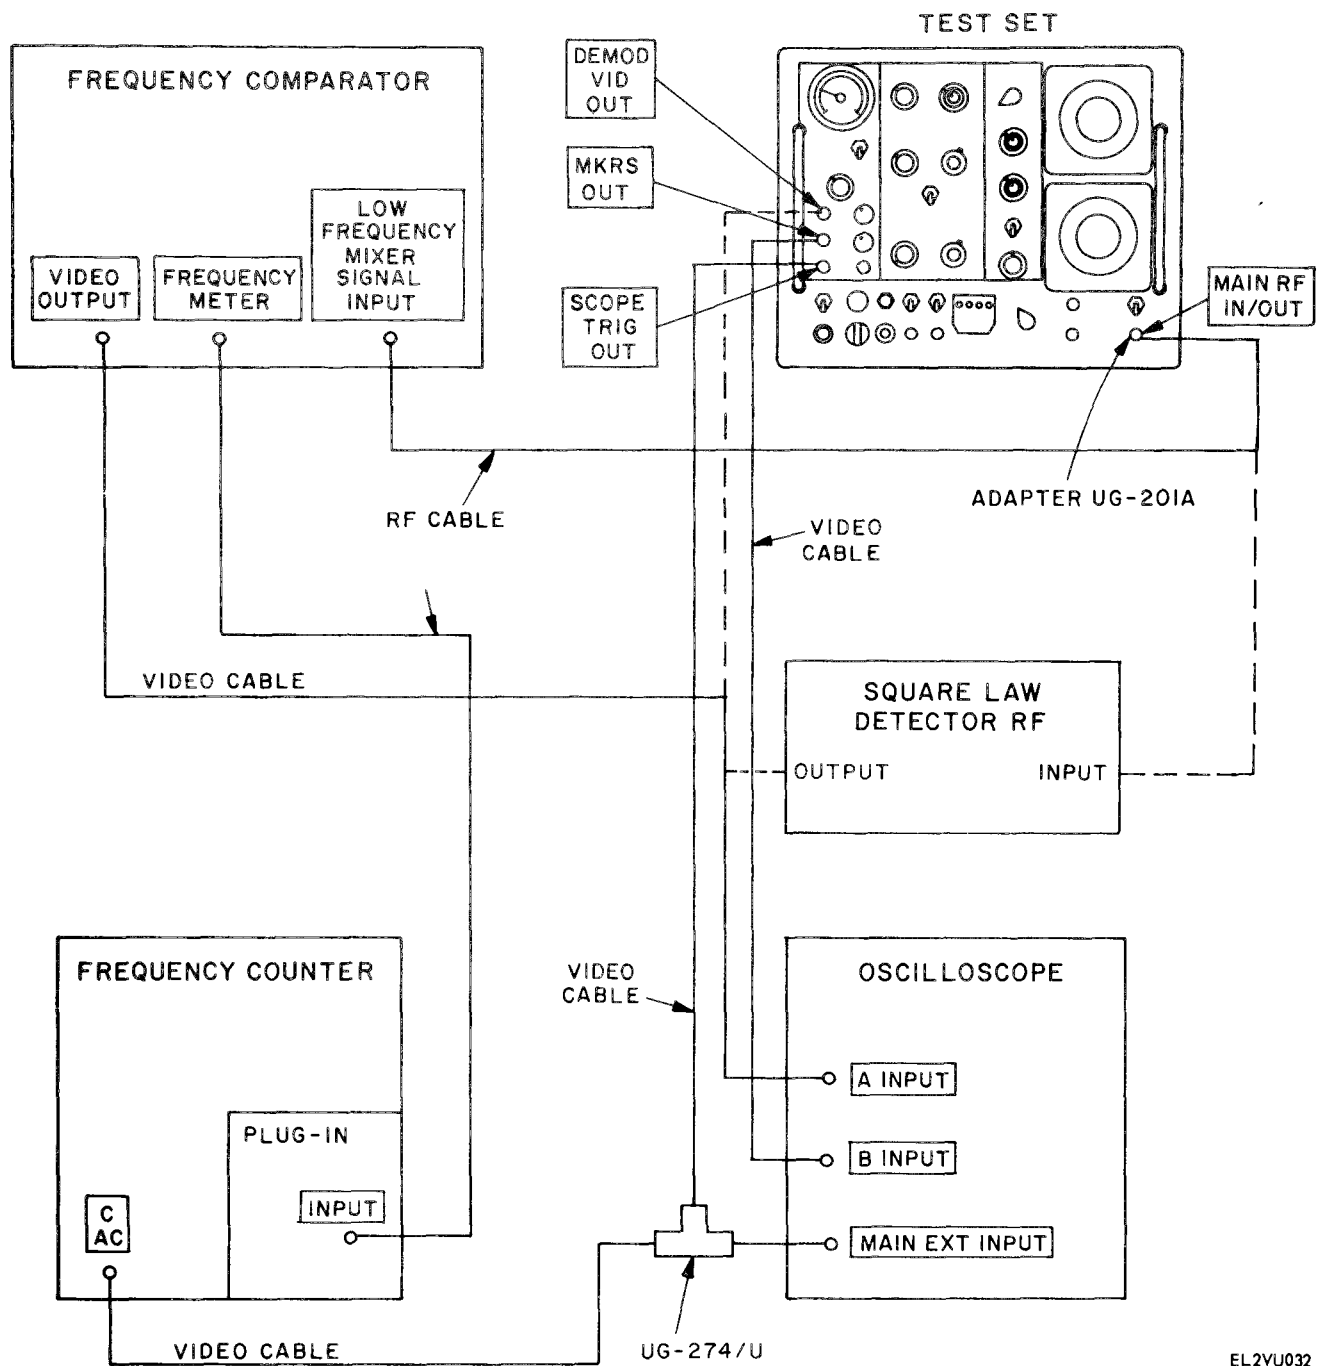 TEST SET
FREQUENCY COMPARATOR
DEMOD
VID
OUT
MKRS
OUT
LOW
FREQUENCY
MIXER
SIGNAL
INPUT
VIDEO
OUTPUT
FREQUENCY
METER
SCOPE
TRIG
OUT
MAIN RF
IN/OUT
ADAPTER UG-201A
RF CABLE
VIDEO
CABLE
VIDEO CABLE
SQUARE LAW
DETECTOR RF
OUTPUT
INPUT
FREQUENCY COUNTER
VIDEO
CABLE
OSCILLOSCOPE
A INPUT
PLUG-IN
B INPUT
INPUT
C
AC
MAIN EXT INPUT
VIDEO CABLE
UG-274/U
EL2VU032